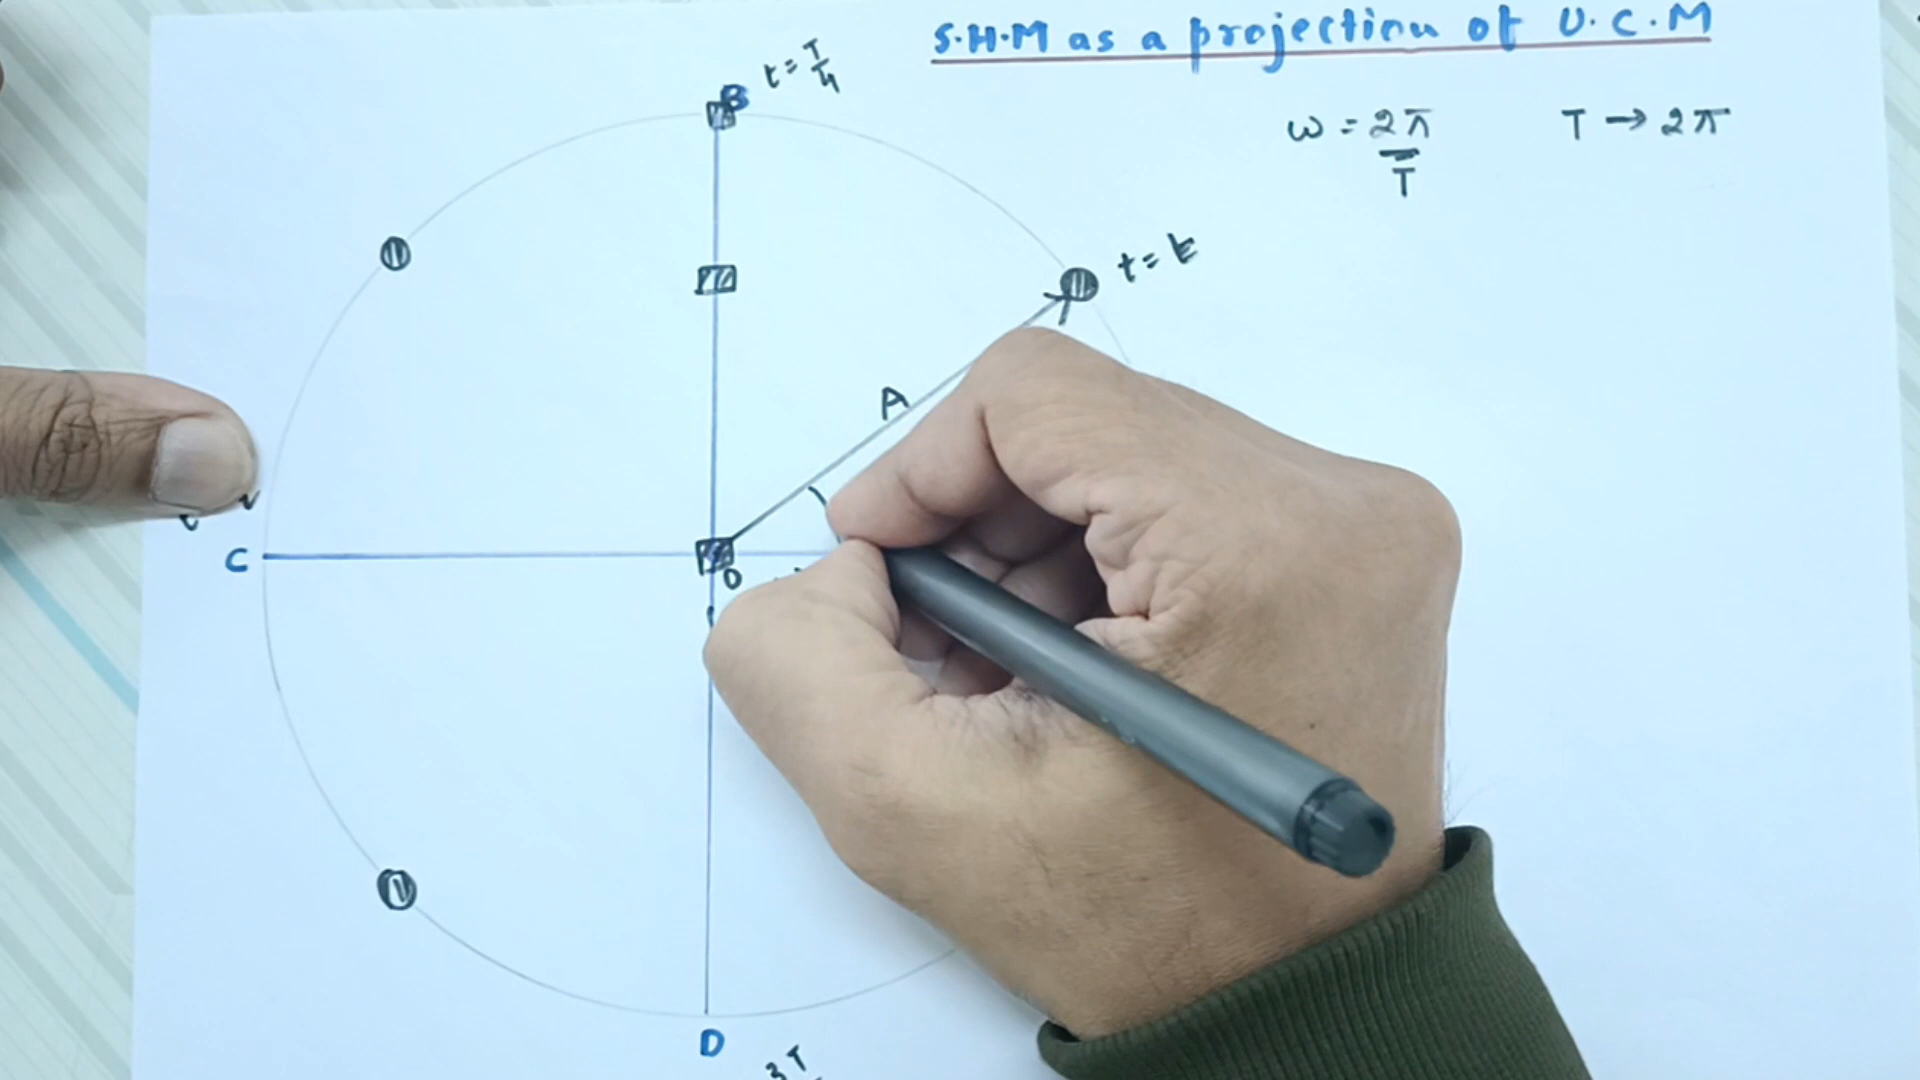 S.H.M as a projection of U.C.M
t = T/4
B
ω = 2π/T
T → 2π
t = t
A
C
O
D
3T